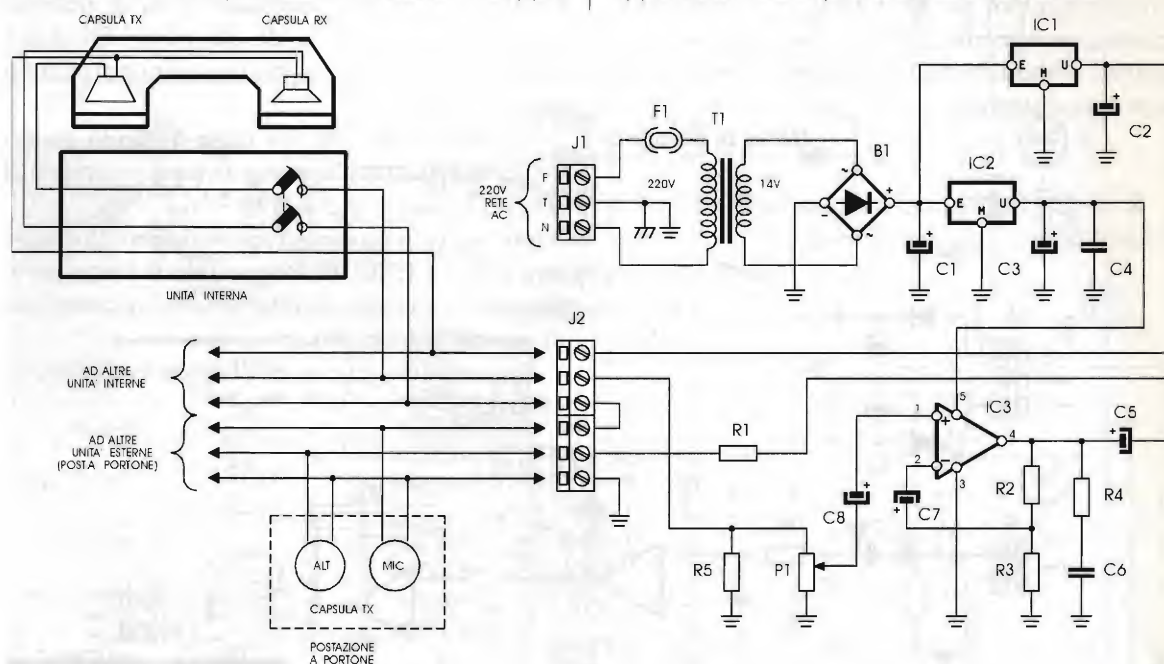 CAPSULA TX
CAPSULA RX
UNITA' INTERNA
AD ALTRE
UNITA' INTERNE
AD ALTRE
UNITA' ESTERNE
(POSTA PORTONE)
ALT
MIC
CAPSULA TX
POSTAZIONE
A PORTONE
J1
F
T
N
220V
RETE
AC
F1
T1
220V
14V
B1
~
+
-
~
IC1
E
M
U
+
C2
IC2
E
M
U
+
C1
+
C3
C4
J2
R1
IC3
1
+
2
-
5
4
3
+
C5
C8
+
C7
+
R2
R4
R3
C6
R5
P1